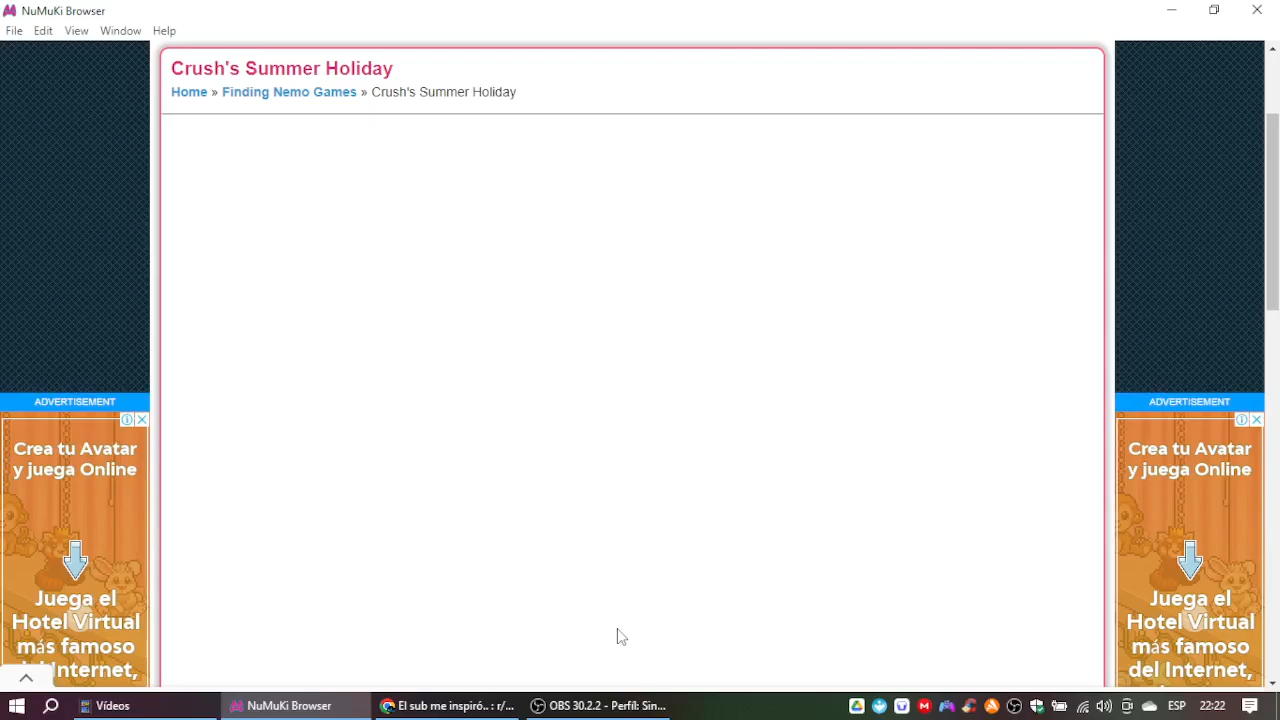 NuMuKi Browser
File Edit View Window Help
Crush's Summer Holiday
Home » Finding Nemo Games » Crush's Summer Holiday
ADVERTISEMENT
Crea tu Avatar
y juega Online
Juega el
Hotel Virtual
más famoso
del Internet,
ADVERTISEMENT
Crea tu Avatar
y juega Online
Juega el
Hotel Virtual
más famoso
del Internet,
Vídeos
NuMuKi Browser
El sub me inspiró.. : r/...
OBS 30.2.2 - Perfil: Sin...
ESP
22:22